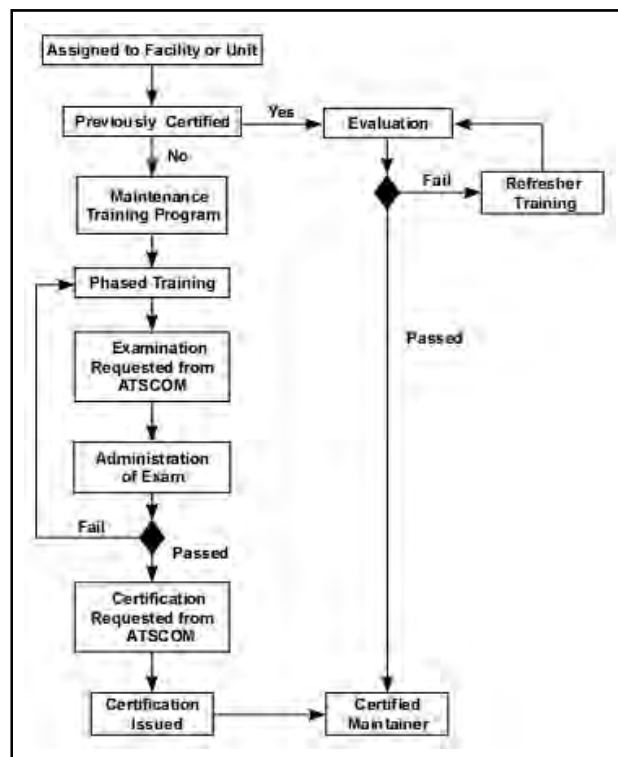 Assigned to Facility or Unit
Previously Certified
Yes
Evaluation
No
Fail
Refresher
Training
Maintenance
Training Program
Phased Training
Passed
Examination
Requested from
ATSCOM
Administration
of Exam
Fail
Passed
Certification
Requested from
ATSCOM
Certification
Issued
Certified
Maintainer